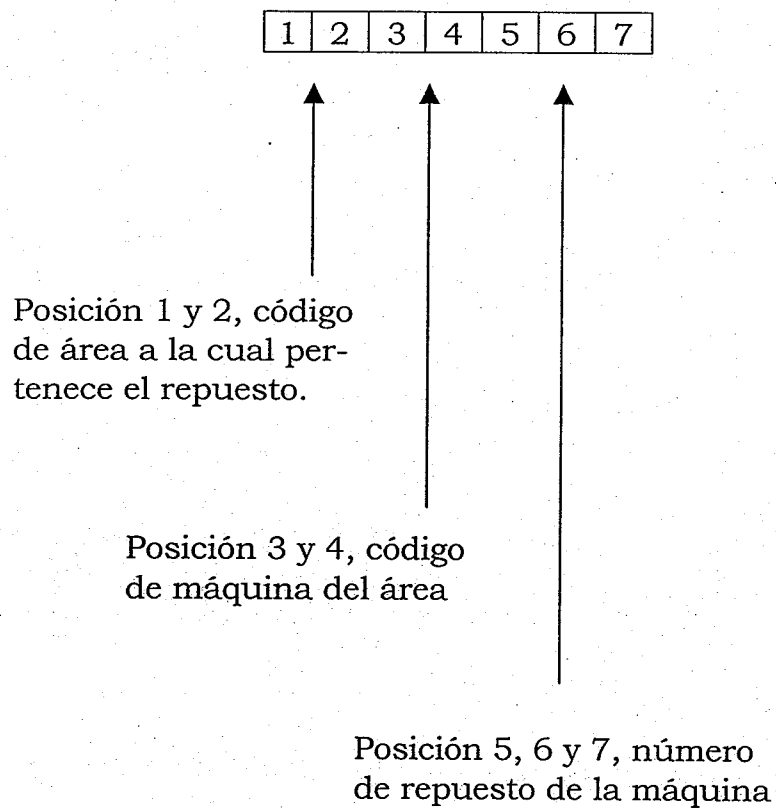 1 2 3 4 5 6 7
Posición 1 y 2, código
de área a la cual per-
tenece el repuesto.
Posición 3 y 4, código
de máquina del área
Posición 5, 6 y 7, número
de repuesto de la máquina